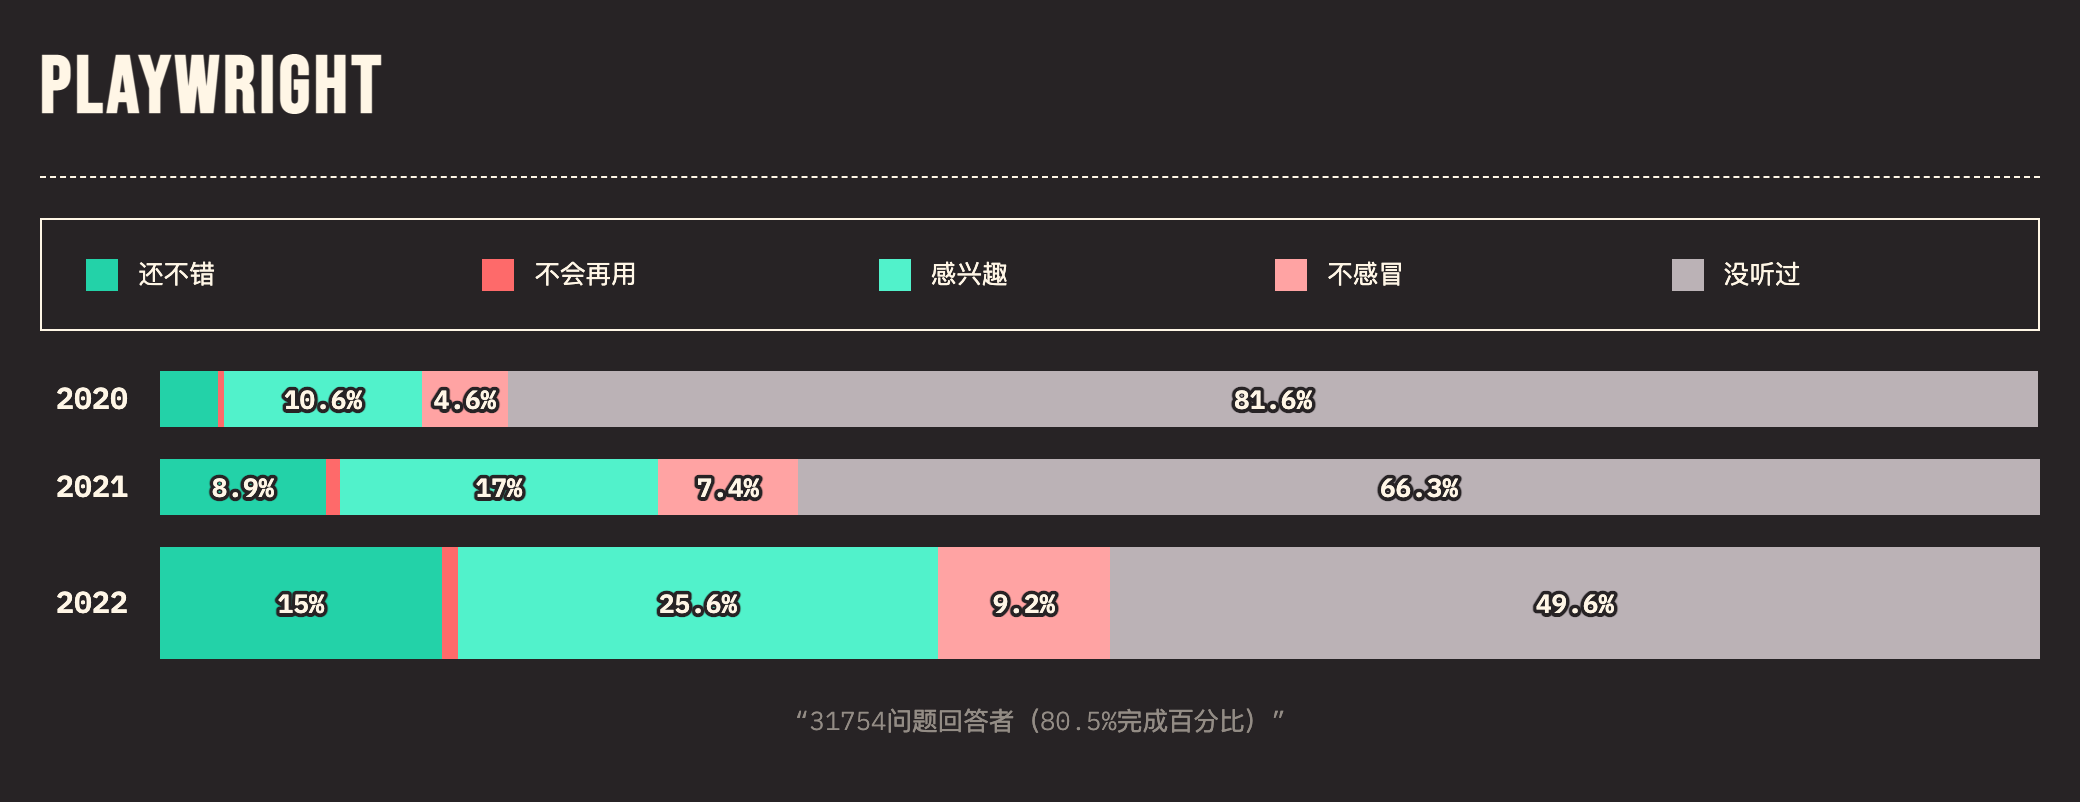 PLAYWRIGHT
还不错 不会再用 感兴趣 不感冒 没听过
2020 10.6% 4.6% 81.6%
2021 8.9% 17% 7.4% 66.3%
2022 15% 25.6% 9.2% 49.6%
“31754问题回答者（80.5%完成百分比）”